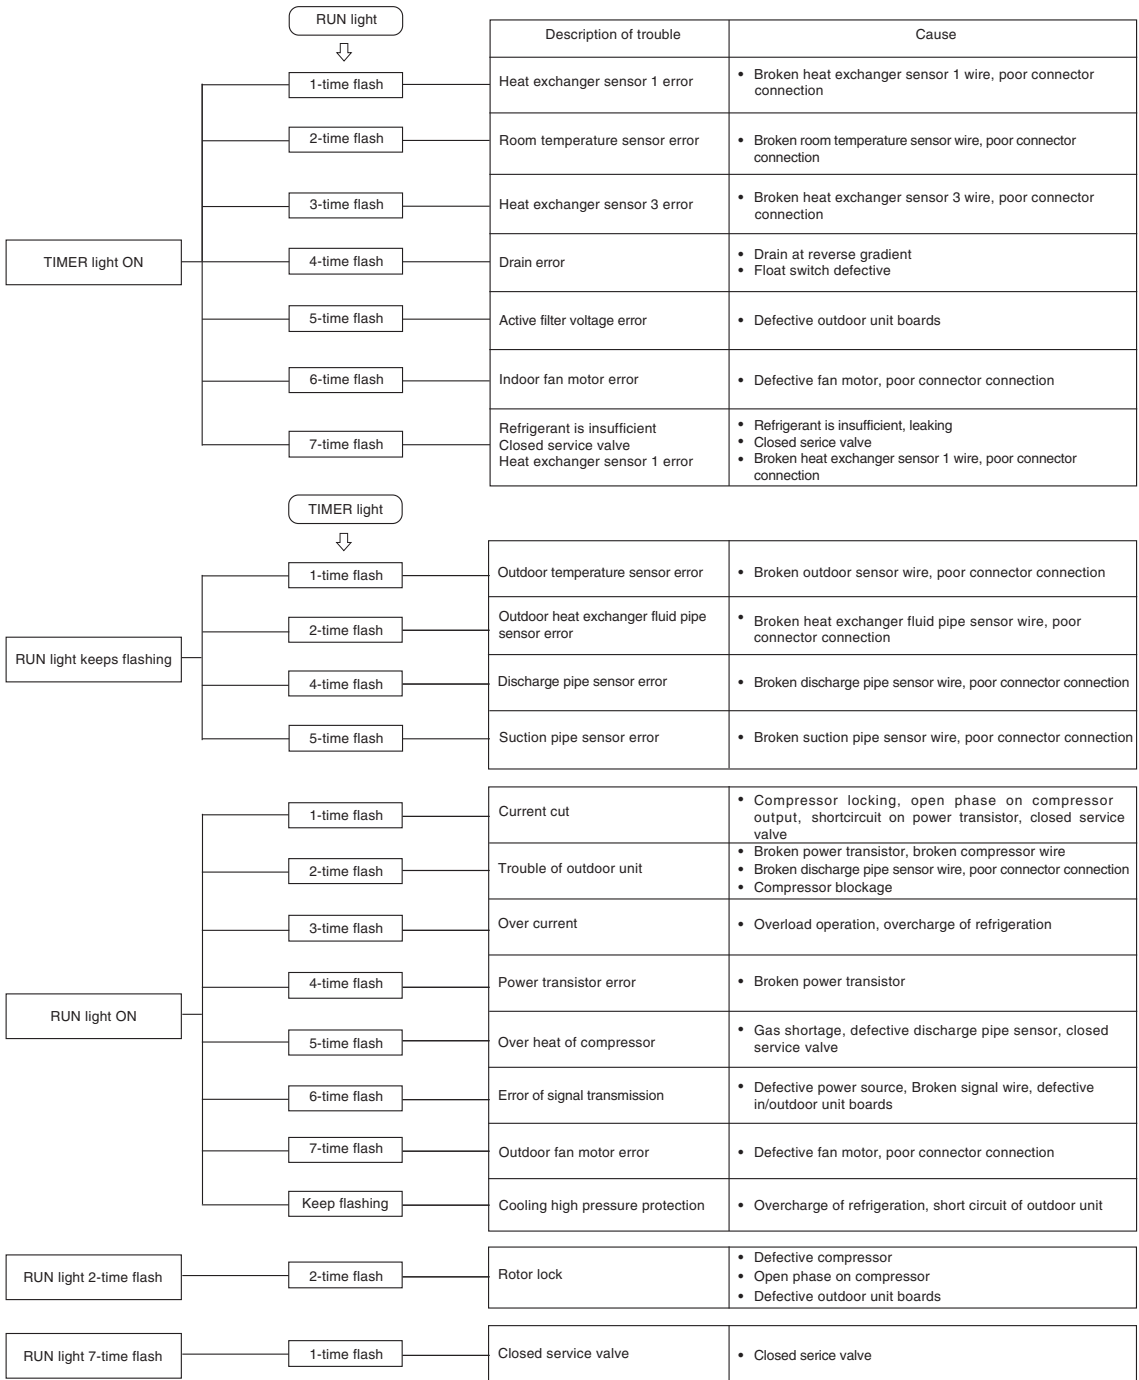 RUN light
Description of trouble
Cause
1-time flash
Heat exchanger sensor 1 error
• Broken heat exchanger sensor 1 wire, poor connector
connection
2-time flash
Room temperature sensor error
• Broken room temperature sensor wire, poor connector
connection
3-time flash
Heat exchanger sensor 3 error
• Broken heat exchanger sensor 3 wire, poor connector
connection
TIMER light ON
4-time flash
Drain error
• Drain at reverse gradient
• Float switch defective
5-time flash
Active filter voltage error
• Defective outdoor unit boards
6-time flash
Indoor fan motor error
• Defective fan motor, poor connector connection
7-time flash
Refrigerant is insufficient
Closed service valve
Heat exchanger sensor 1 error
• Refrigerant is insufficient, leaking
• Closed serice valve
• Broken heat exchanger sensor 1 wire, poor connector
connection
TIMER light
1-time flash
Outdoor temperature sensor error
• Broken outdoor sensor wire, poor connector connection
RUN light keeps flashing
2-time flash
Outdoor heat exchanger fluid pipe
sensor error
• Broken heat exchanger fluid pipe sensor wire, poor
connector connection
4-time flash
Discharge pipe sensor error
• Broken discharge pipe sensor wire, poor connector connection
5-time flash
Suction pipe sensor error
• Broken suction pipe sensor wire, poor connector connection
1-time flash
Current cut
• Compressor locking, open phase on compressor
output, shortcircuit on power transistor, closed service
valve
2-time flash
Trouble of outdoor unit
• Broken power transistor, broken compressor wire
• Broken discharge pipe sensor wire, poor connector connection
• Compressor blockage
3-time flash
Over current
• Overload operation, overcharge of refrigeration
4-time flash
Power transistor error
• Broken power transistor
RUN light ON
5-time flash
Over heat of compressor
• Gas shortage, defective discharge pipe sensor, closed
service valve
6-time flash
Error of signal transmission
• Defective power source, Broken signal wire, defective
in/outdoor unit boards
7-time flash
Outdoor fan motor error
• Defective fan motor, poor connector connection
Keep flashing
Cooling high pressure protection
• Overcharge of refrigeration, short circuit of outdoor unit
RUN light 2-time flash
2-time flash
Rotor lock
• Defective compressor
• Open phase on compressor
• Defective outdoor unit boards
RUN light 7-time flash
1-time flash
Closed service valve
• Closed serice valve